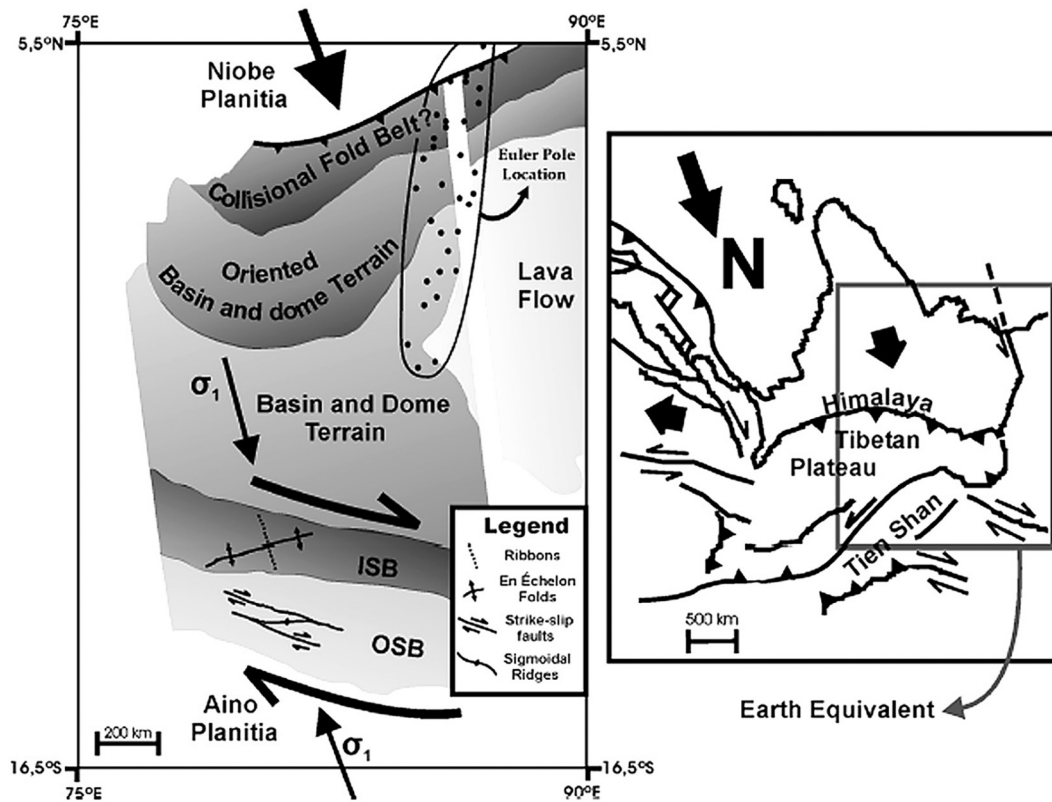 75ºE
90ºE
5,5ºN
5,5ºN
Niobe
Planitia
Collisional Fold Belt?
Euler Pole
Location
Oriented
Basin and dome Terrain
Lava
Flow
σ1
Basin and Dome
Terrain
ISB
OSB
Legend
Ribbons
En Échelon
Folds
Strike-slip
faults
Sigmoidal
Ridges
Aino
Planitia
200 km
σ1
16,5ºS
16,5ºS
75ºE
90ºE
N
Himalaya
Tibetan
Plateau
Tien Shan
500 km
Earth Equivalent